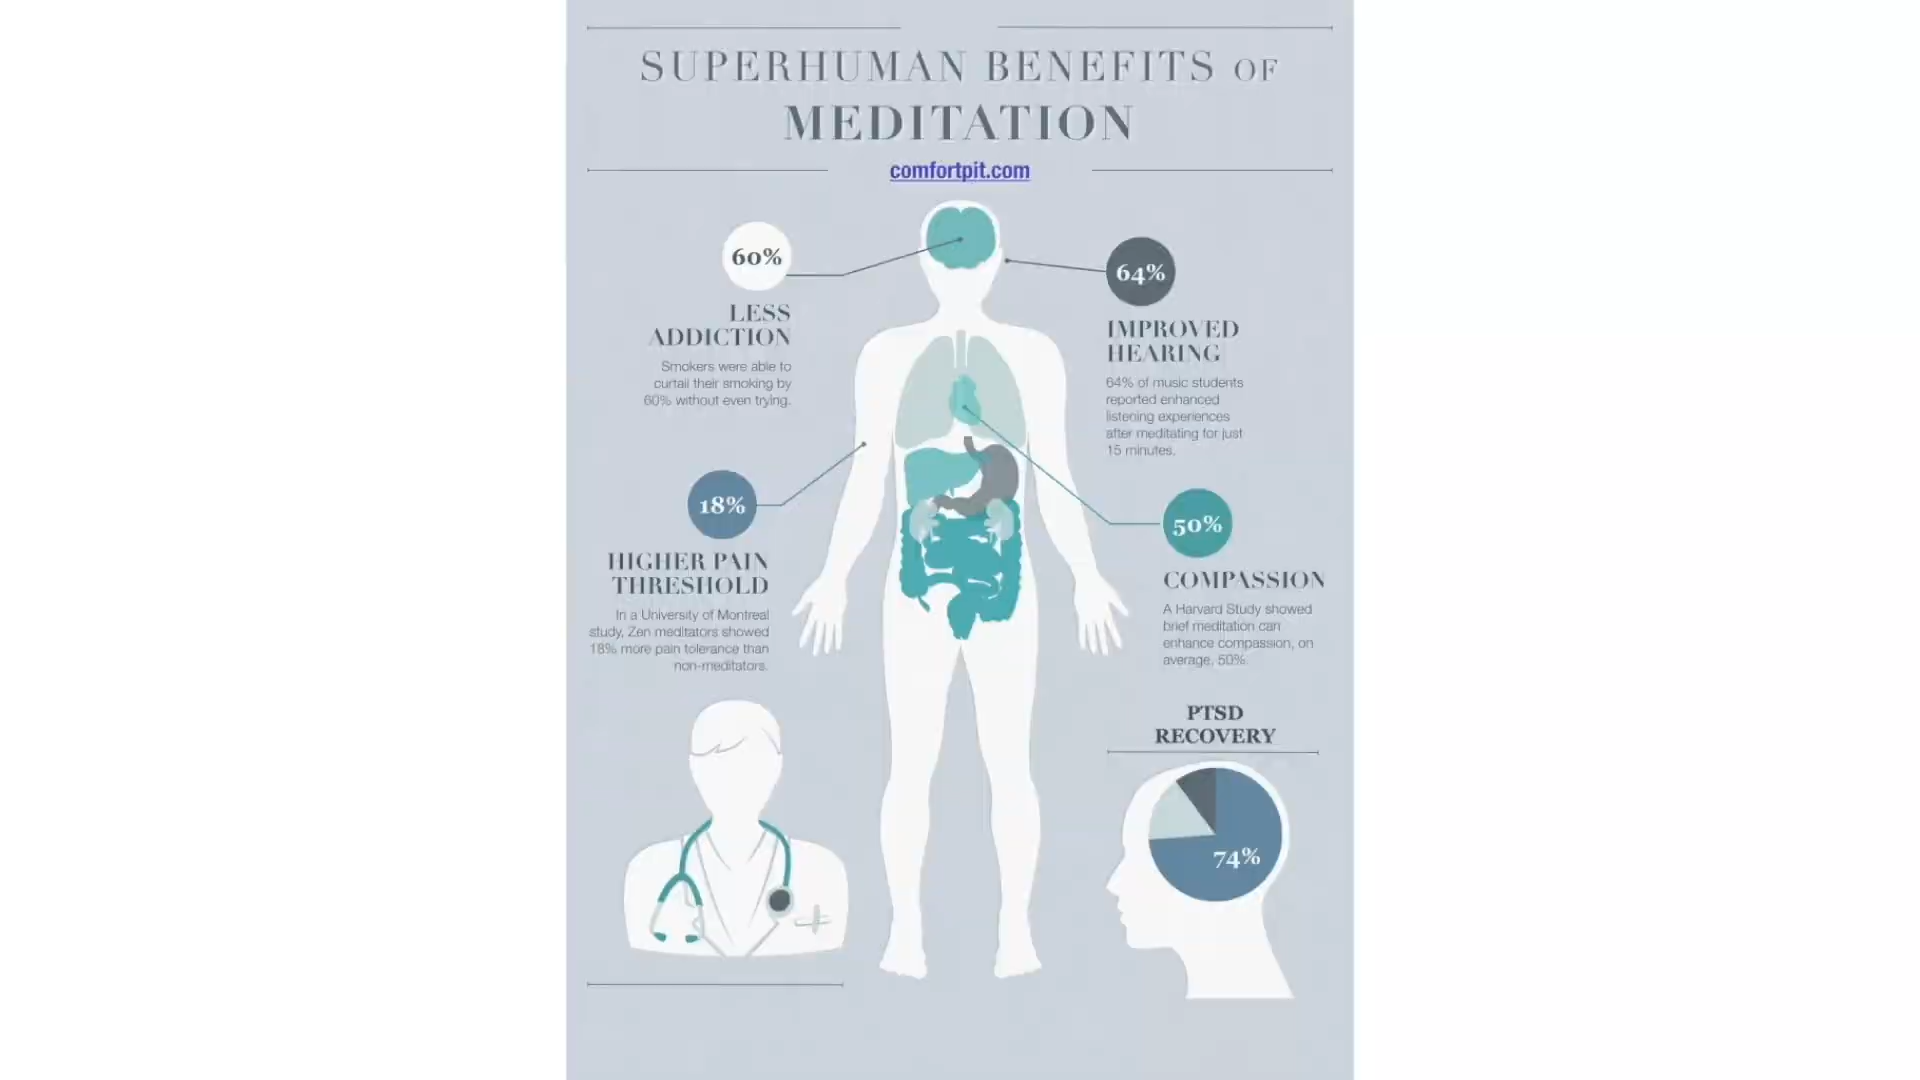 SUPERHUMAN BENEFITS OF
MEDITATION
comfortpit.com
60%
LESS
ADDICTION
Smokers were able to
curtail their smoking by
60% without even trying.
64%
IMPROVED
HEARING
64% of music students
reported enhanced
listening experiences
after meditating for just
15 minutes.
18%
HIGHER PAIN
THRESHOLD
In a University of Montreal
study, Zen meditators showed
18% more pain tolerance than
non-meditators.
50%
COMPASSION
A Harvard Study showed
brief meditation can
enhance compassion, on
average, 50%.
PTSD
RECOVERY
74%